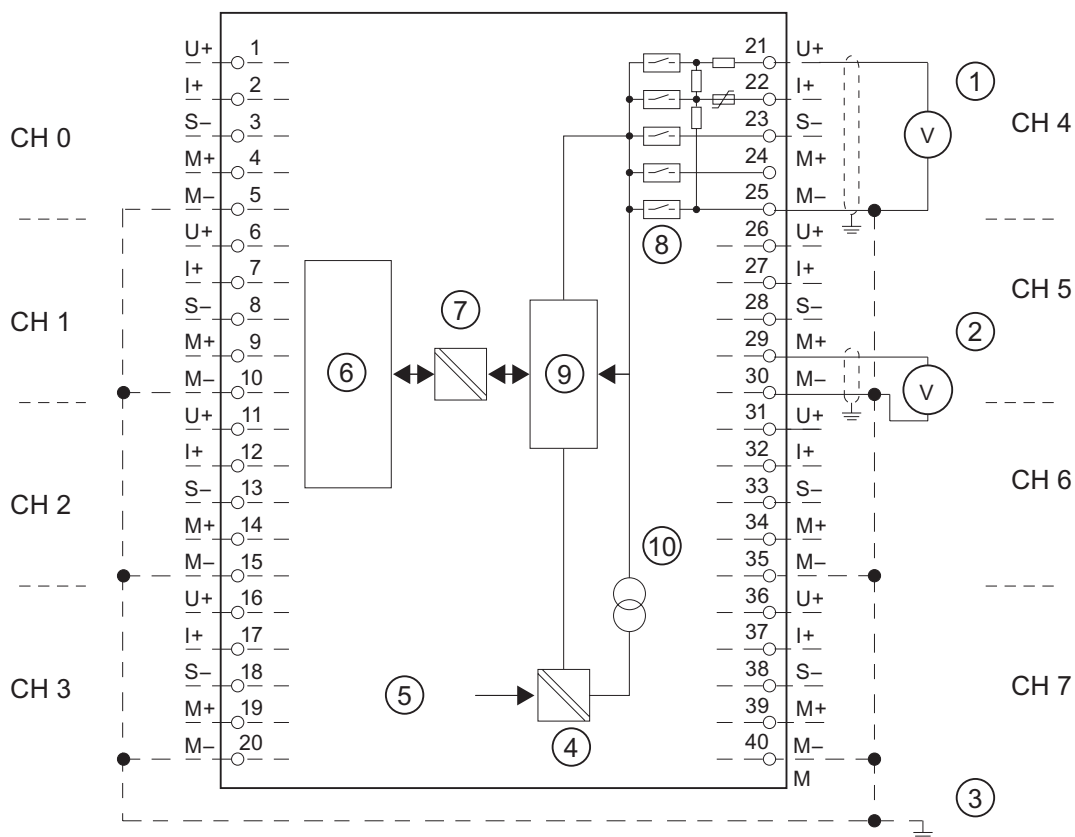 CH 0
U+ 1
I+ 2
S– 3
M+ 4
M– 5
CH 1
U+ 6
I+ 7
S– 8
M+ 9
M– 10
CH 2
U+ 11
I+ 12
S– 13
M+ 14
M– 15
CH 3
U+ 16
I+ 17
S– 18
M+ 19
M– 20
6
7
9
8
10
5
4
21 U+
22 I+
23 S–
24 M+
25 M–
CH 4
1
V
26 U+
27 I+
28 S–
29 M+
30 M–
CH 5
2
V
31 U+
32 I+
33 S–
34 M+
35 M–
CH 6
36 U+
37 I+
38 S–
39 M+
40 M–
M
CH 7
3